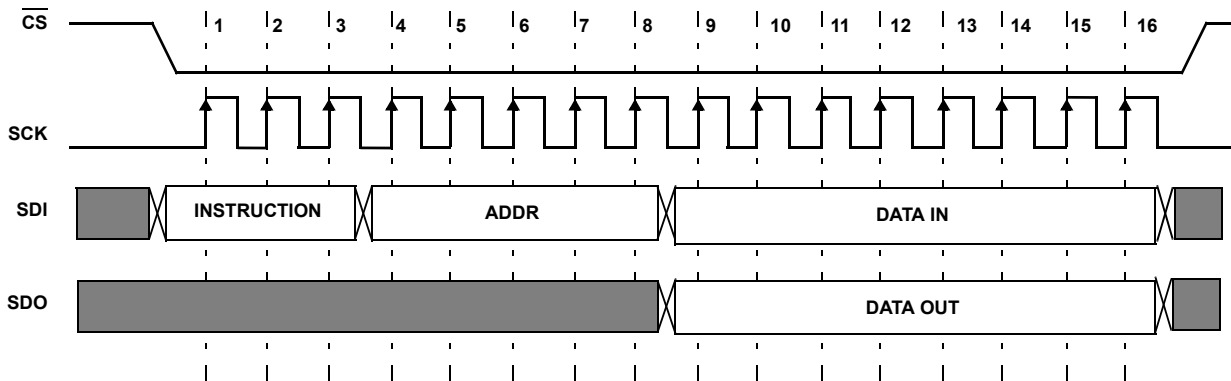 CS 1 2 3 4 5 6 7 8 9 10 11 12 13 14 15 16
SCK
SDI INSTRUCTION ADDR DATA IN
SDO DATA OUT